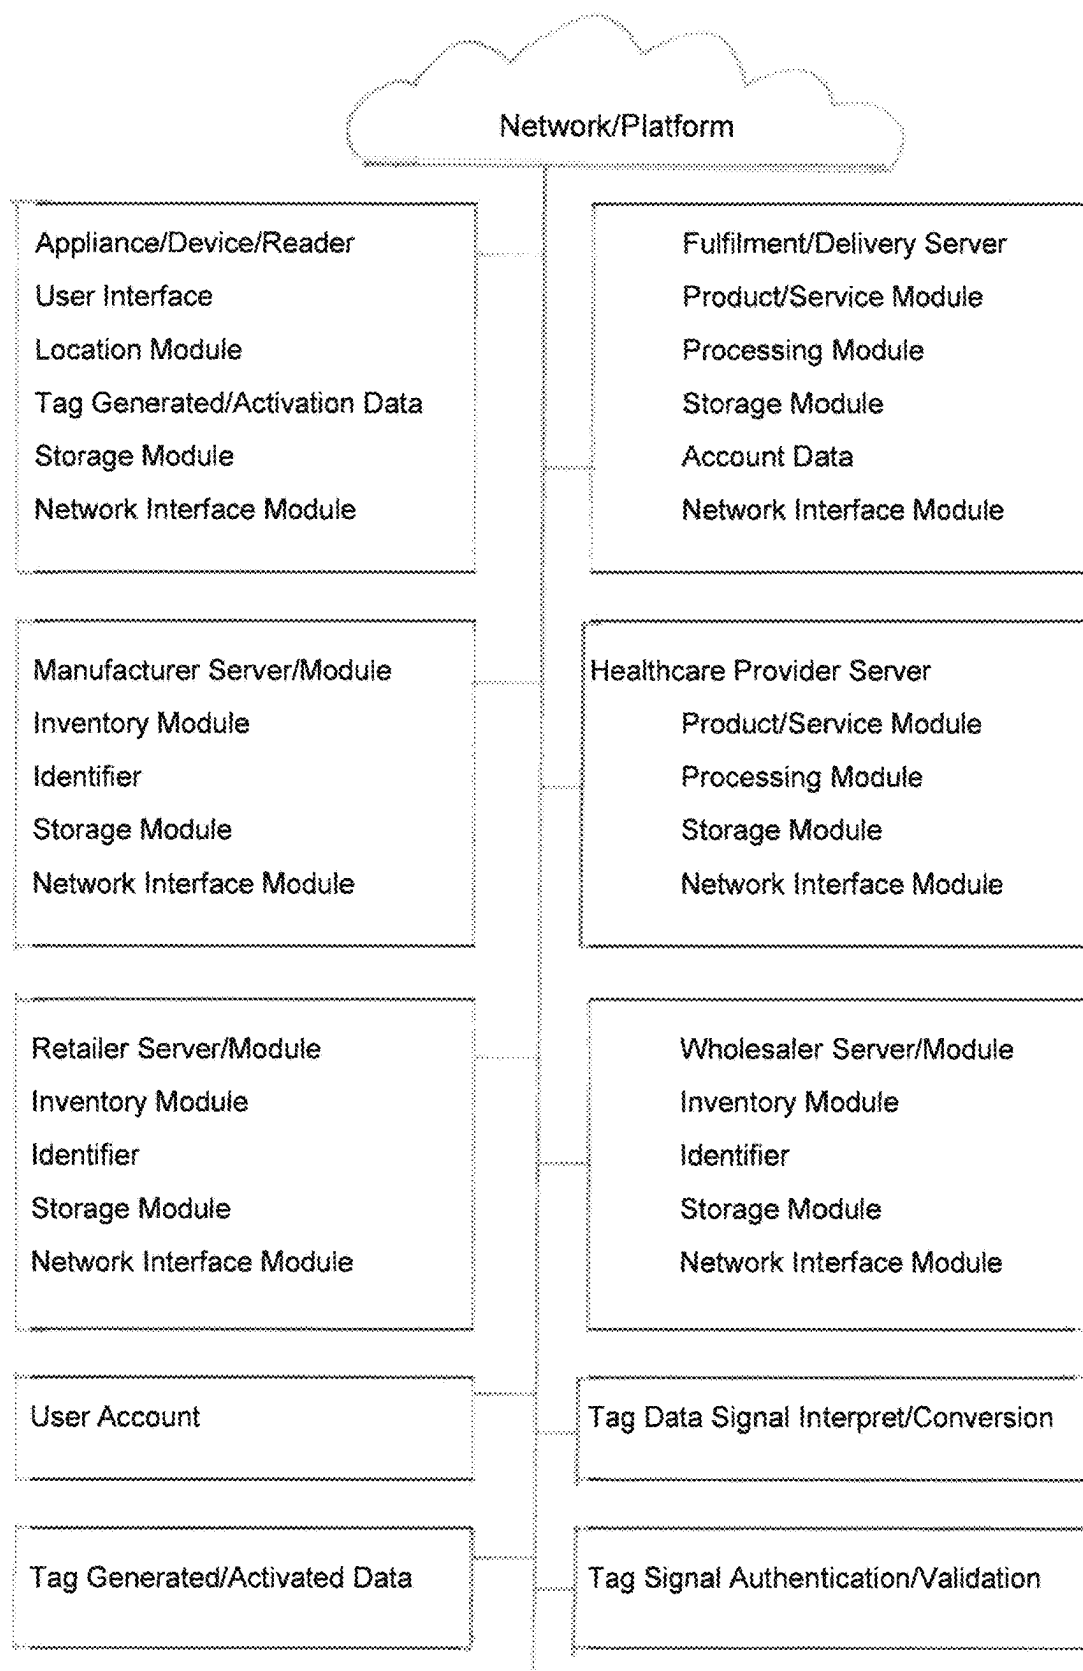 Network/Platform
Appliance/Device/Reader
User Interface
Location Module
Tag Generated/Activation Data
Storage Module
Network Interface Module
Fulfilment/Delivery Server
Product/Service Module
Processing Module
Storage Module
Account Data
Network Interface Module
Manufacturer Server/Module
Inventory Module
Identifier
Storage Module
Network Interface Module
Healthcare Provider Server
Product/Service Module
Processing Module
Storage Module
Network Interface Module
Retailer Server/Module
Inventory Module
Identifier
Storage Module
Network Interface Module
Wholesaler Server/Module
Inventory Module
Identifier
Storage Module
Network Interface Module
User Account
Tag Data Signal Interpret/Conversion
Tag Generated/Activated Data
Tag Signal Authentication/Validation